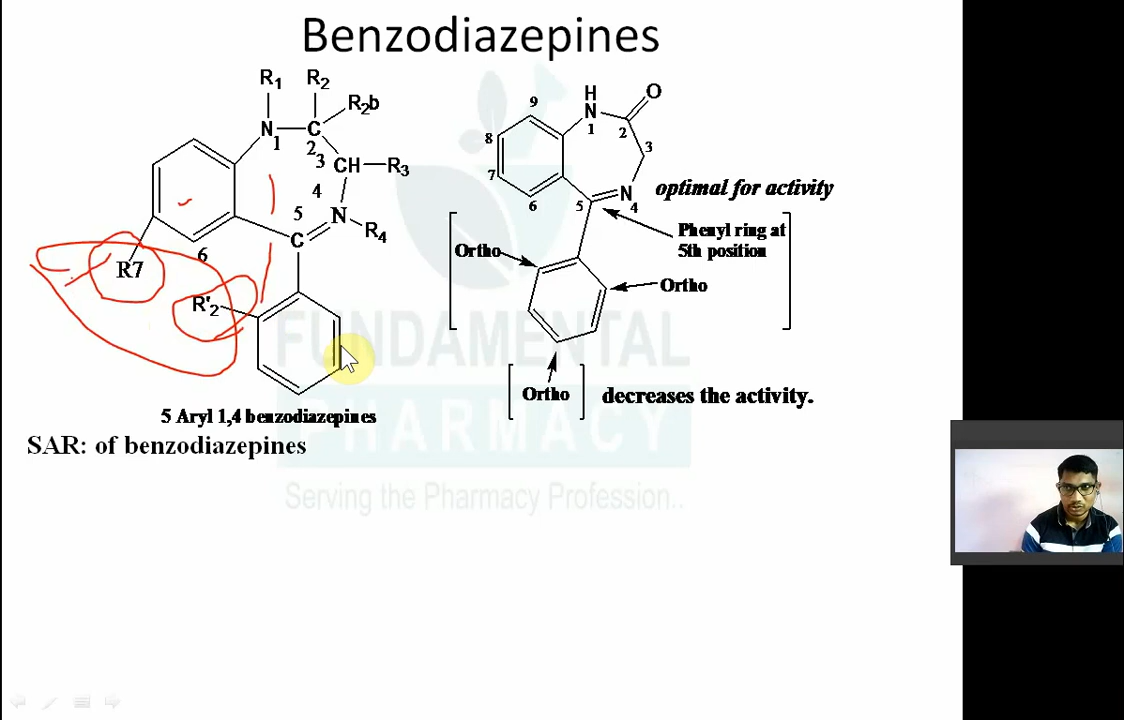 Benzodiazepines
R1 R2
R2b
N C
1 2
3 CH R3
4
5
C N R4
6
R7
R'2
5 Aryl 1,4 benzodiazepines
H
N O
9
1
8 2
3
7
6 5 N 4
optimal for activity
Phenyl ring at
5th position
Ortho
Ortho
Ortho decreases the activity.
SAR: of benzodiazepines
FUNDAMENTAL
PHARMACY
Serving the Pharmacy Profession..